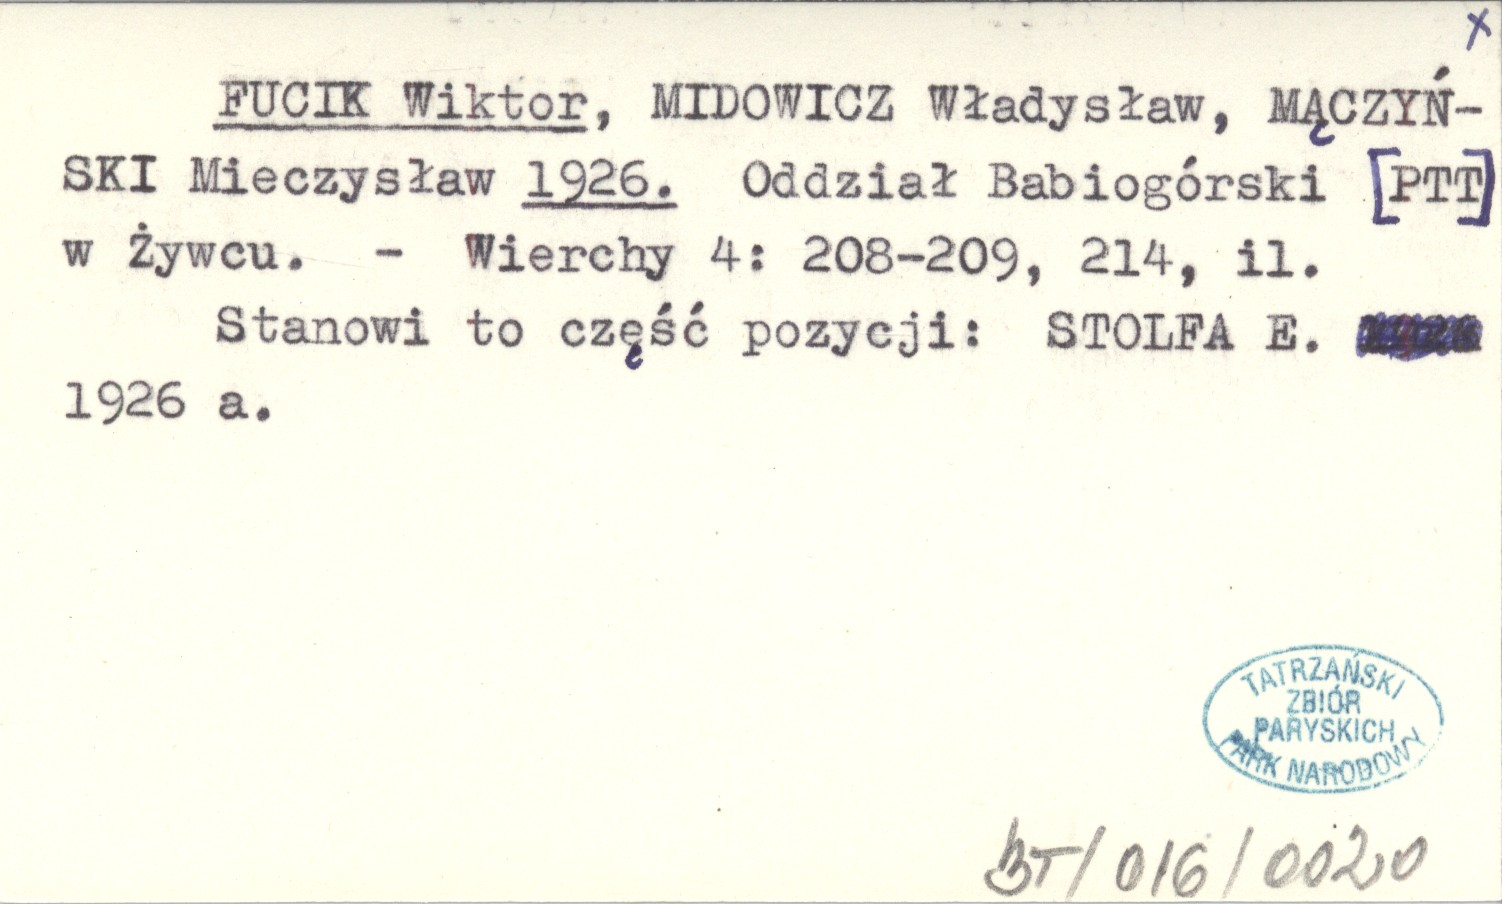 x
FUCIK Wiktor, MIDOWICZ Władysław, MĄCZYŃ-
SKI Mieczysław 1926. Oddział Babiogórski [PTT]
w Żywcu. - Wierchy 4: 208-209, 214, il.
Stanowi to część pozycji: STOLFA E.
1926 a.
TATRZAŃSKI
ZBIÓR
PARYSKICH
PARK NARODOWY
BT/016/0020